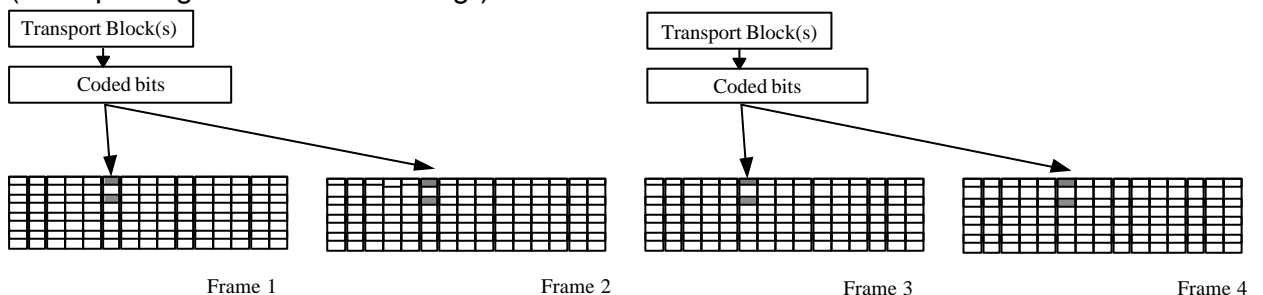 Transport Block(s)
Transport Block(s)
Coded bits
Coded bits
Frame 1
Frame 2
Frame 3
Frame 4